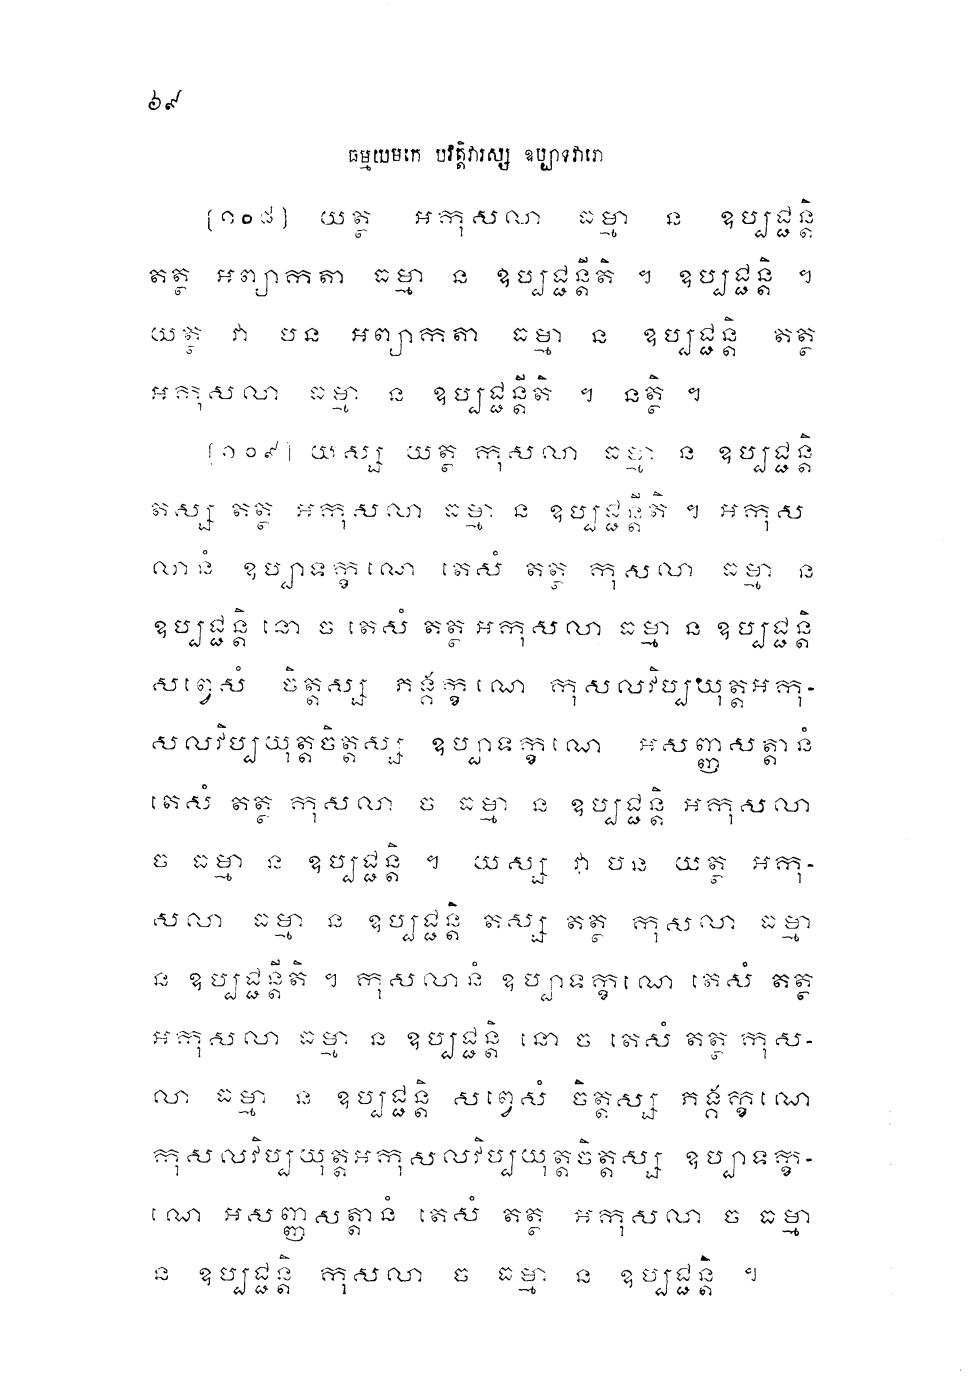 ៦៩
ធម្មយមកេ បវត្តិវារស្ស ឧប្បាទវារោ
[១០៨] យត្ថ អកុសលា ធម្មា ន ឧប្បជ្ជន្តិ
តត្ថ អព្យាកតា ធម្មា ន ឧប្បជ្ជន្តីតិ ។ ឧប្បជ្ជន្តិ ។
យត្ថ វា បន អព្យាកតា ធម្មា ន ឧប្បជ្ជន្តិ តត្ថ
អកុសលា ធម្មា ន ឧប្បជ្ជន្តីតិ ។ នត្ថិ ។
[១០៩] យស្ស យត្ថ កុសលា ធម្មា ន ឧប្បជ្ជន្តិ
តស្ស តត្ថ អកុសលា ធម្មា ន ឧប្បជ្ជន្តីតិ ។ អកុស
លានំ ឧប្បាទក្ខណេ តេសំ តត្ថ កុសលា ធម្មា ន
ឧប្បជ្ជន្តិ នោ ច តេសំ តត្ថ អកុសលា ធម្មា ន ឧប្បជ្ជន្តិ
សព្វេសំ ចិត្តស្ស ភង្គក្ខណេ កុសលវិប្បយុត្តអកុ-
សលវិប្បយុត្តចិត្តស្ស ឧប្បាទក្ខណេ អសញ្ញសត្តានំ
តេសំ តត្ថ កុសលា ច ធម្មា ន ឧប្បជ្ជន្តិ អកុសលា
ច ធម្មា ន ឧប្បជ្ជន្តិ ។ យស្ស វា បន យត្ថ អកុ-
សលា ធម្មា ន ឧប្បជ្ជន្តិ តស្ស តត្ថ កុសលា ធម្មា
ន ឧប្បជ្ជន្តីតិ ។ កុសលានំ ឧប្បាទក្ខណេ តេសំ តត្ថ
អកុសលា ធម្មា ន ឧប្បជ្ជន្តិ នោ ច តេសំ តត្ថ កុស-
លា ធម្មា ន ឧប្បជ្ជន្តិ សព្វេសំ ចិត្តស្ស ភង្គក្ខណេ
កុសលវិប្បយុត្តអកុសលវិប្បយុត្តចិត្តស្ស ឧប្បាទក្ខ-
ណេ អសញ្ញសត្តានំ តេសំ តត្ថ អកុសលា ច ធម្មា
ន ឧប្បជ្ជន្តិ កុសលា ច ធម្មា ន ឧប្បជ្ជន្តិ ។